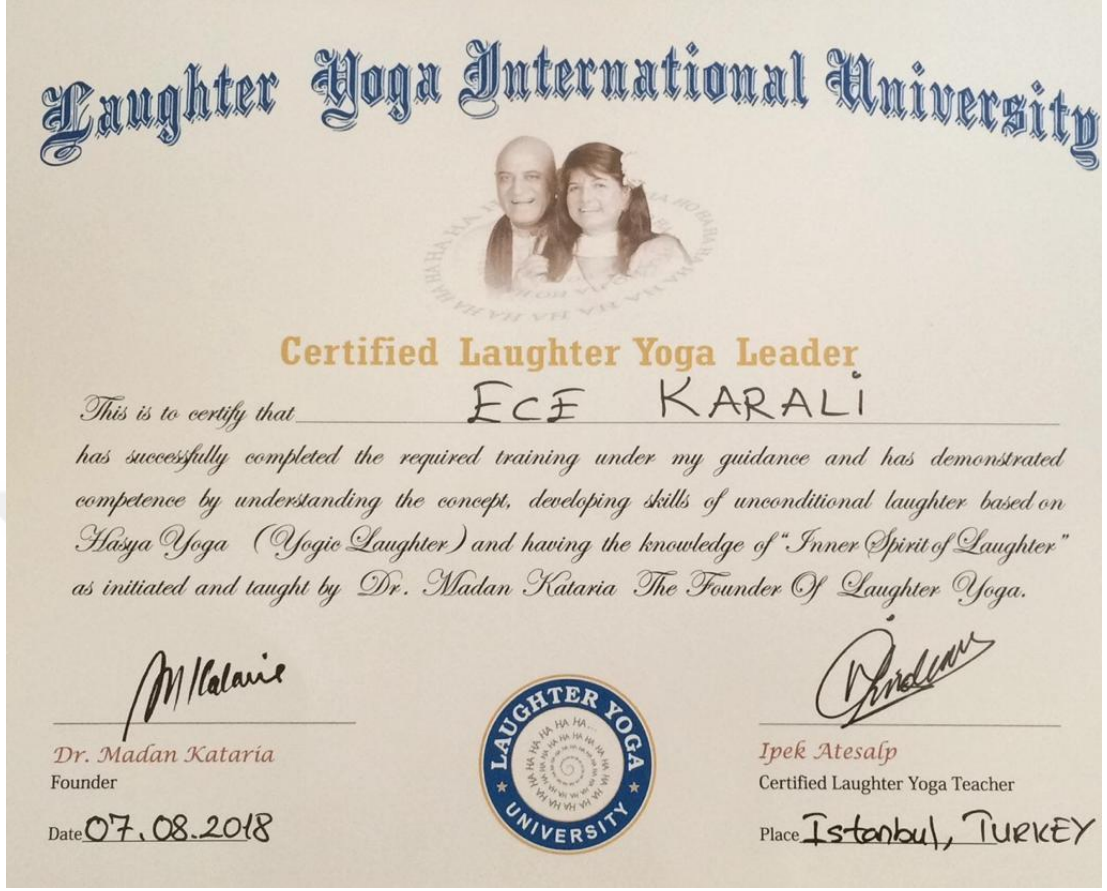 Laughter Yoga International University
Certified Laughter Yoga Leader
This is to certify that ECE KARALİ
has successfully completed the required training under my guidance and has demonstrated
competence by understanding the concept, developing skills of unconditional laughter based on
Hasya Yoga (Yogic Laughter) and having the knowledge of "Inner Spirit of Laughter"
as initiated and taught by Dr. Madan Kataria The Founder Of Laughter Yoga.
Dr. Madan Kataria
Founder
Date 07.08.2018
LAUGHTER YOGA
UNIVERSITY
Ipek Atesalp
Certified Laughter Yoga Teacher
Place Istanbul, TURKEY